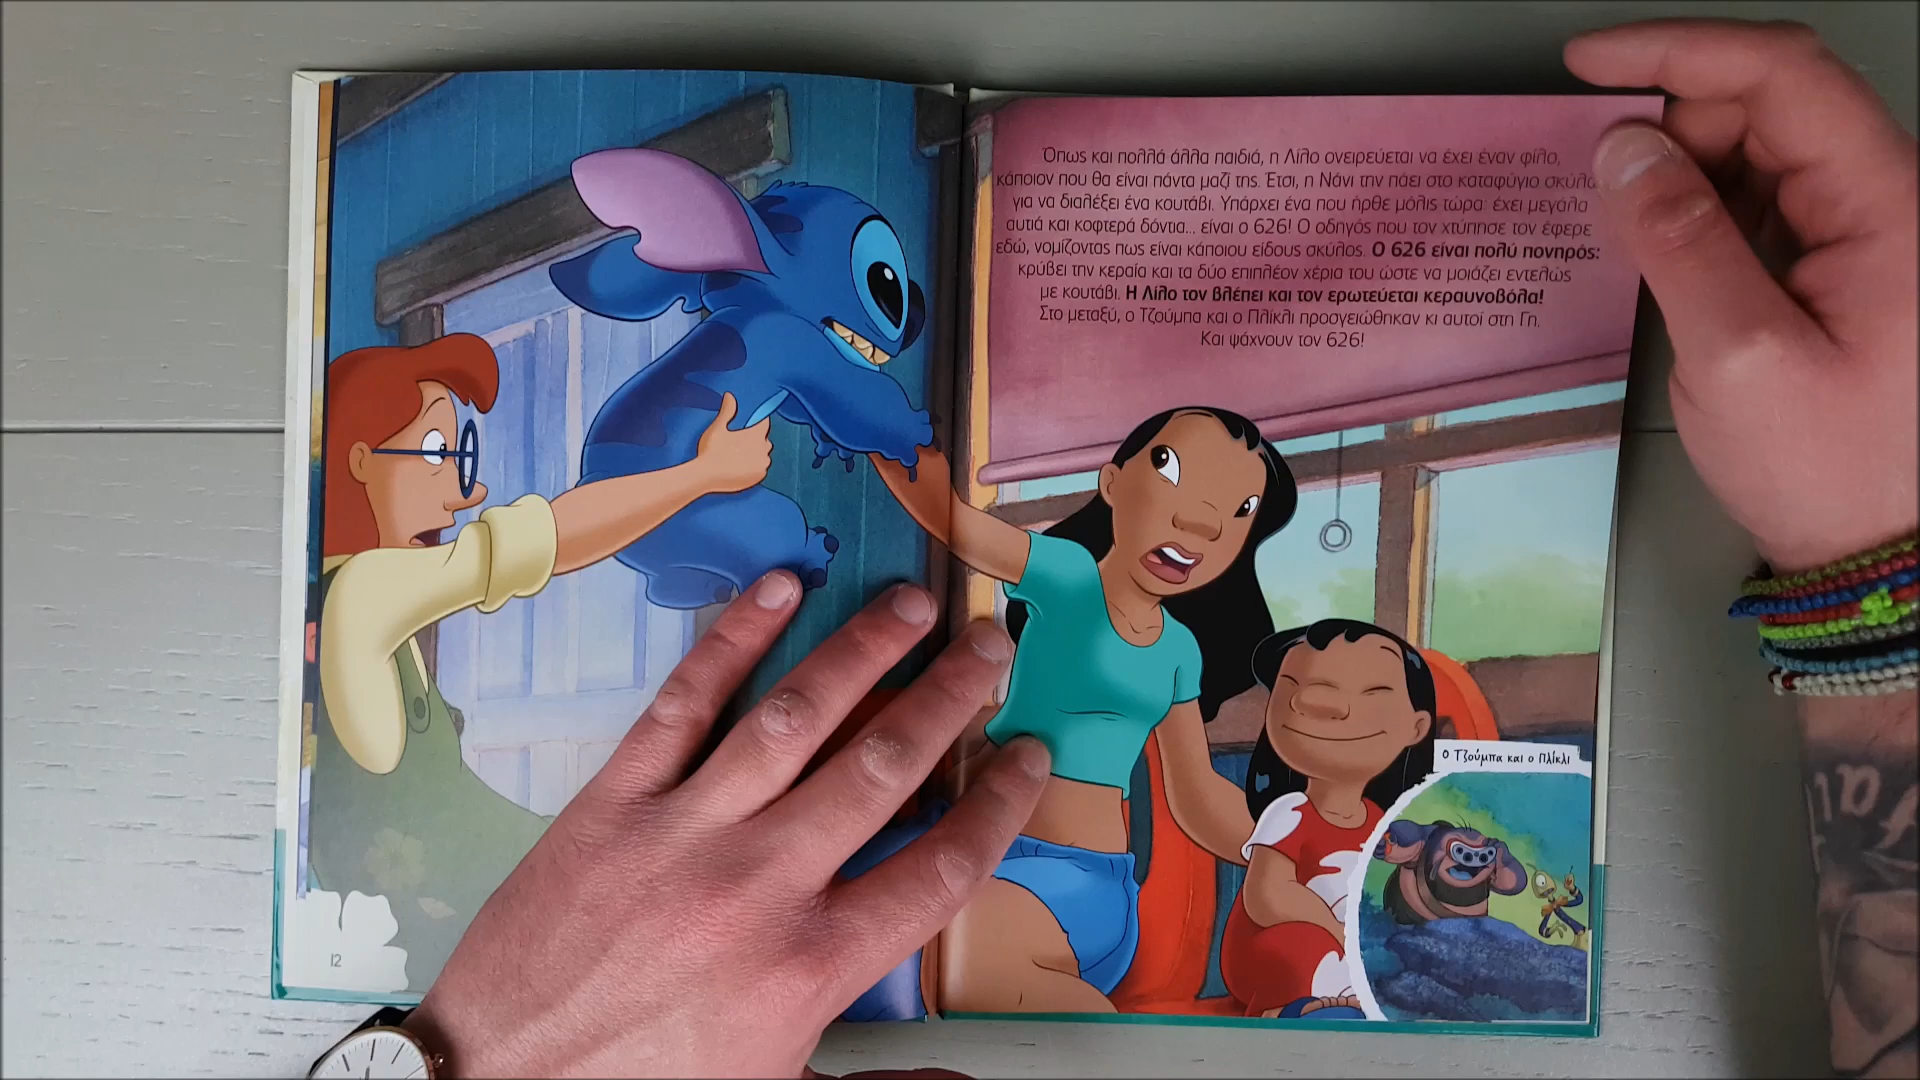 Όπως και πολλά άλλα παιδιά, η Λίλο ονειρεύεται να έχει έναν φίλο,
κάποιον που θα είναι πάντα μαζί της. Έτσι, η Νάνι την πάει στο καταφύγιο
για να διαλέξει ένα κουτάβι. Υπάρχει ένα που ήρθε μόλις τώρα: έχει μεγάλα
αυτιά και κοφτερά δόντια... είναι ο 626! Ο οδηγός που τον χτύπησε τον έφερε
εδώ, νομίζοντας πως είναι κάποιου είδους σκύλος. Ο 626 είναι πολύ πονηρός:
κρύβει την κεραία και τα δύο επιπλέον χέρια του ώστε να μοιάζει εντελώς
με κουτάβι. Η Λίλο τον βλέπει και τον ερωτεύεται κεραυνοβόλα!
Στο μεταξύ, ο Τζούμπα και ο Πλίκλι προσγειώθηκαν κι αυτοί στη Γη.
Και ψάχνουν τον 626!
Ο Τζούμπα και ο Πλίκλι
12